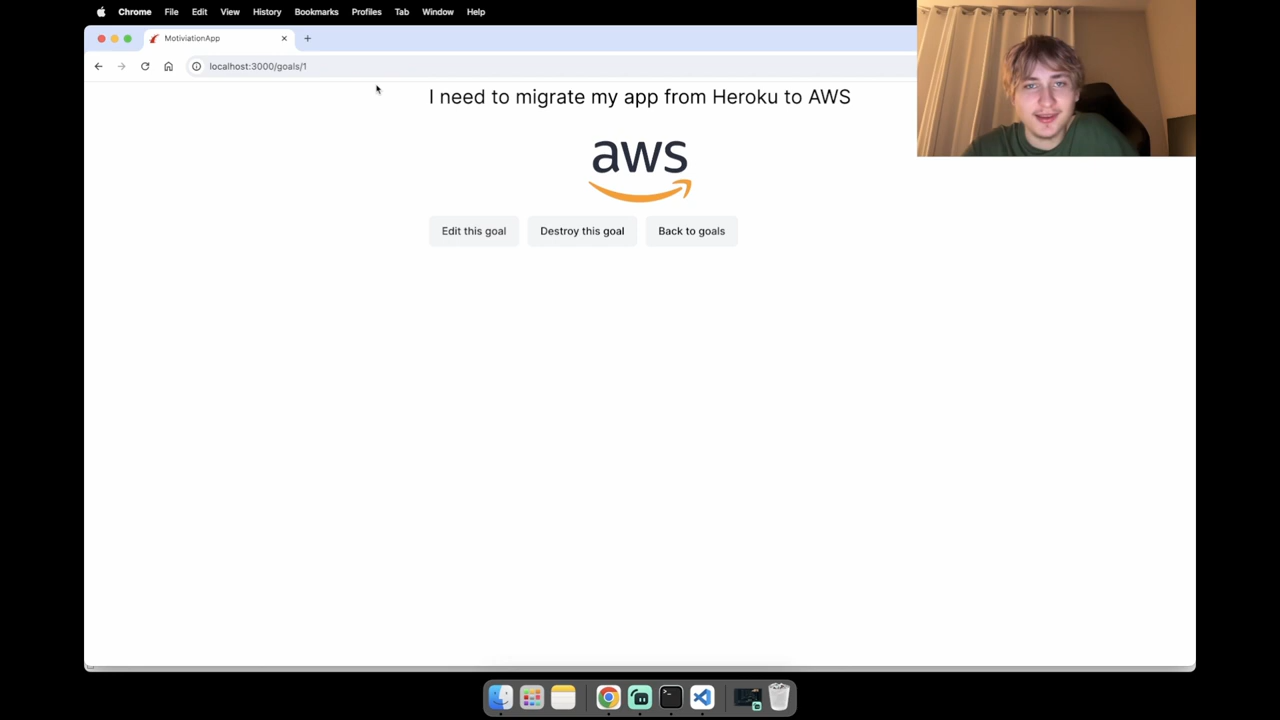 Chrome File Edit View History Bookmarks Profiles Tab Window Help
MotiviationApp
localhost:3000/goals/1
I need to migrate my app from Heroku to AWS
aws
Edit this goal Destroy this goal Back to goals